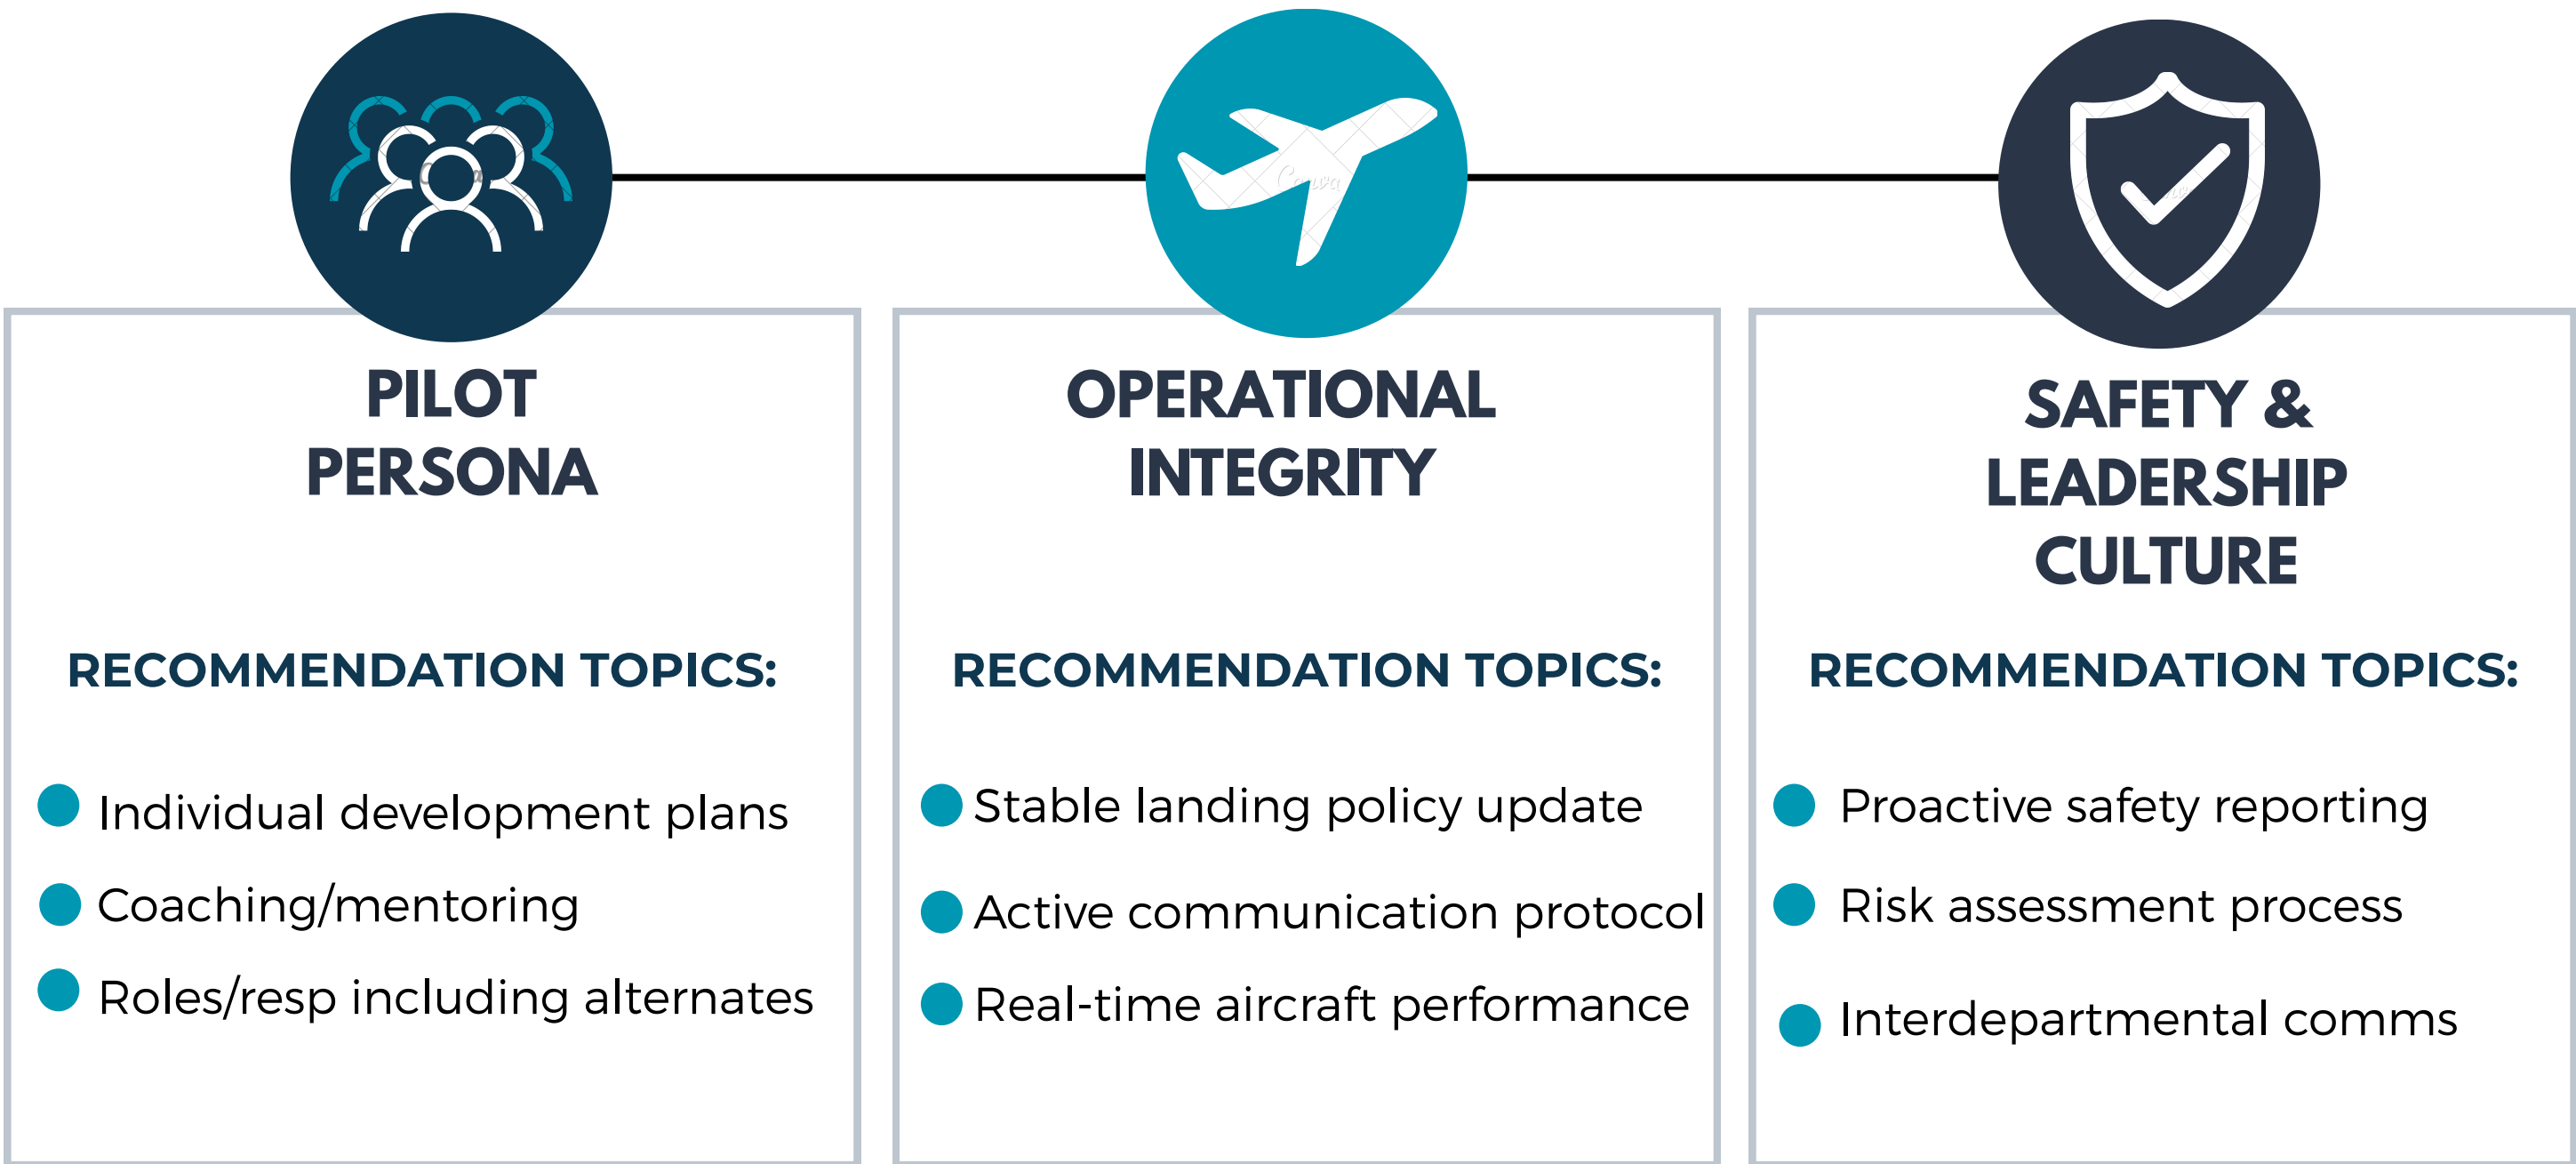 PILOT
PERSONA
RECOMMENDATION TOPICS:
Individual development plans
Coaching/mentoring
Roles/resp including alternates
Canva
OPERATIONAL
INTEGRITY
RECOMMENDATION TOPICS:
Stable landing policy update
Active communication protocol
Real-time aircraft performance
SAFETY &
LEADERSHIP
CULTURE
RECOMMENDATION TOPICS:
Proactive safety reporting
Risk assessment process
Interdepartmental comms